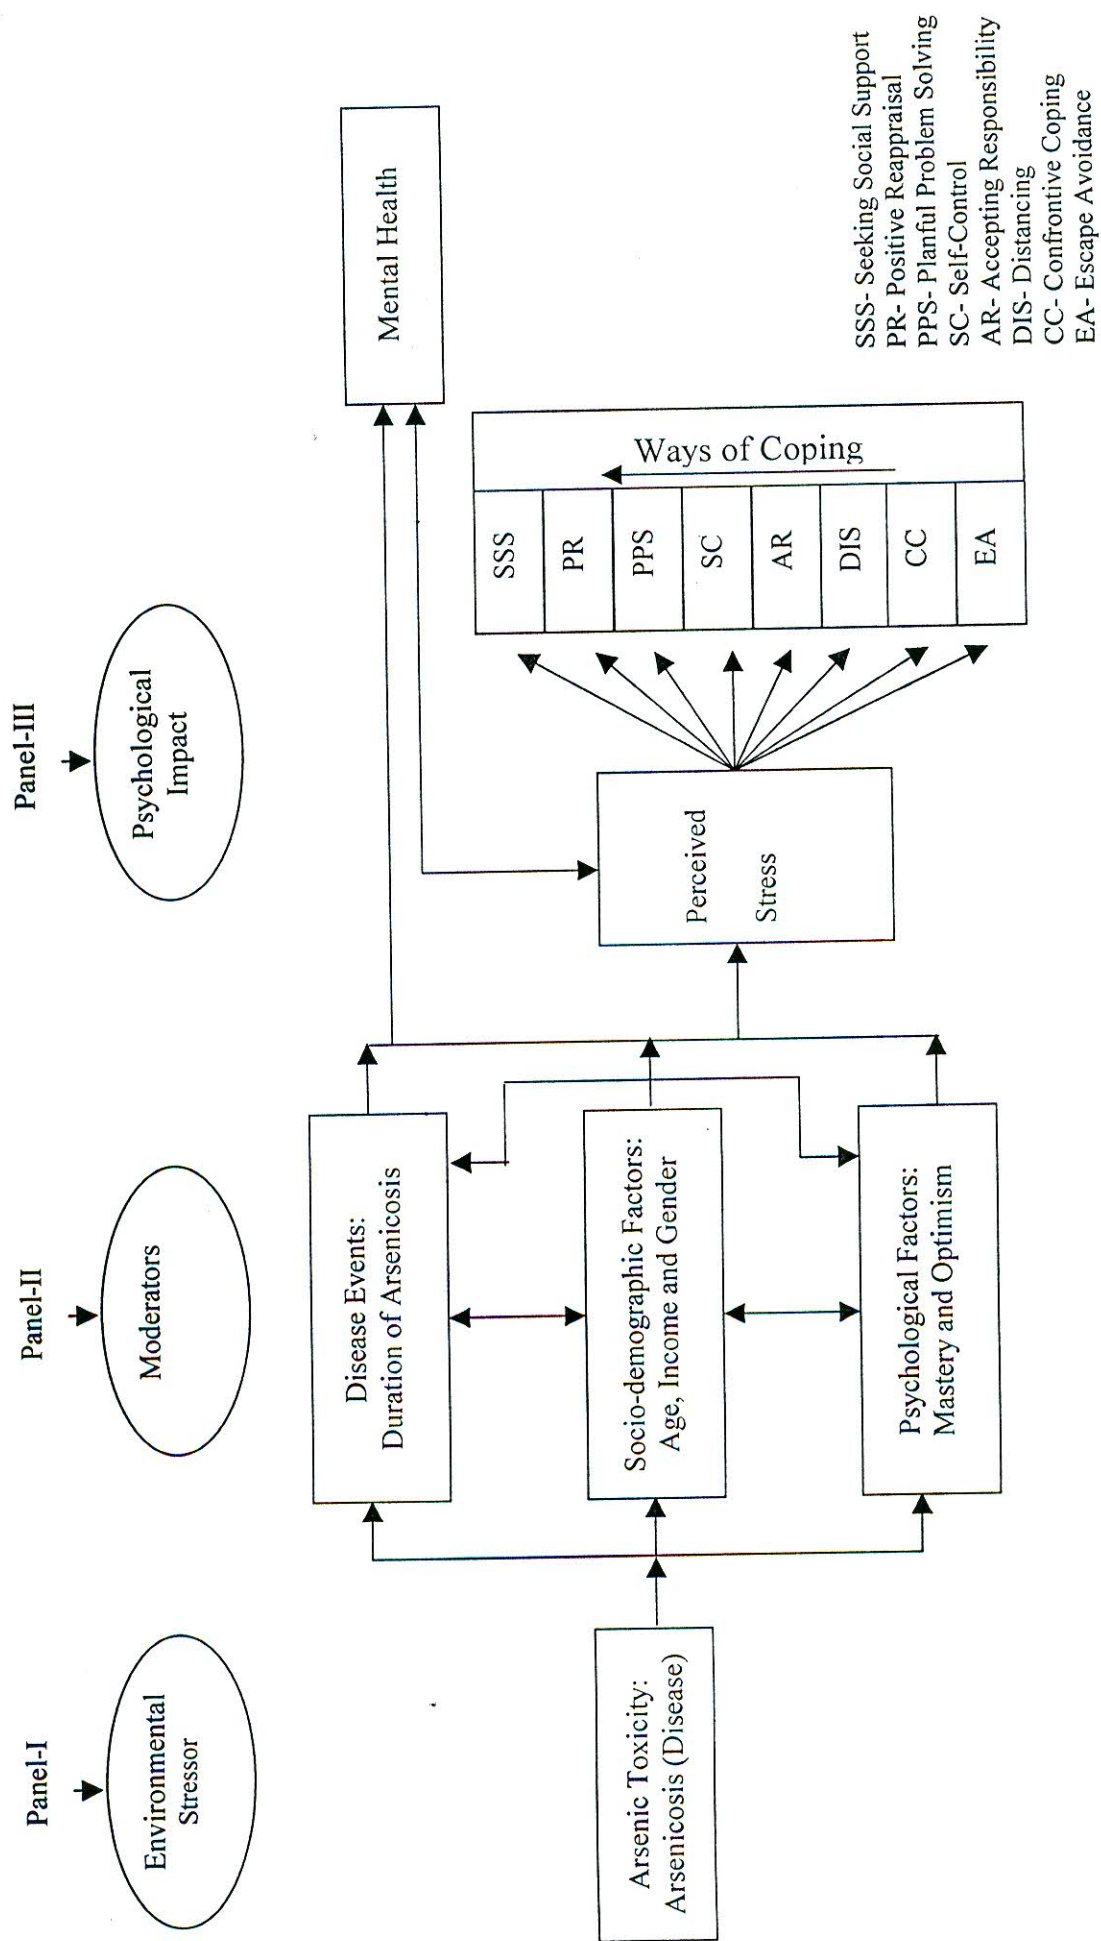 Panel-I
Environmental
Stressor
Arsenic Toxicity:
Arsenicosis (Disease)
Panel-II
Moderators
Disease Events:
Duration of Arsenicosis
Socio-demographic Factors:
Age, Income and Gender
Psychological Factors:
Mastery and Optimism
Panel-III
Psychological
Impact
Mental Health
Perceived
Stress
SSS
PR
PPS
SC
AR
DIS
CC
EA
Ways of Coping
SSS- Seeking Social Support
PR- Positive Reappraisal
PPS- Planful Problem Solving
SC- Self-Control
AR- Accepting Responsibility
DIS- Distancing
CC- Confrontive Coping
EA- Escape Avoidance